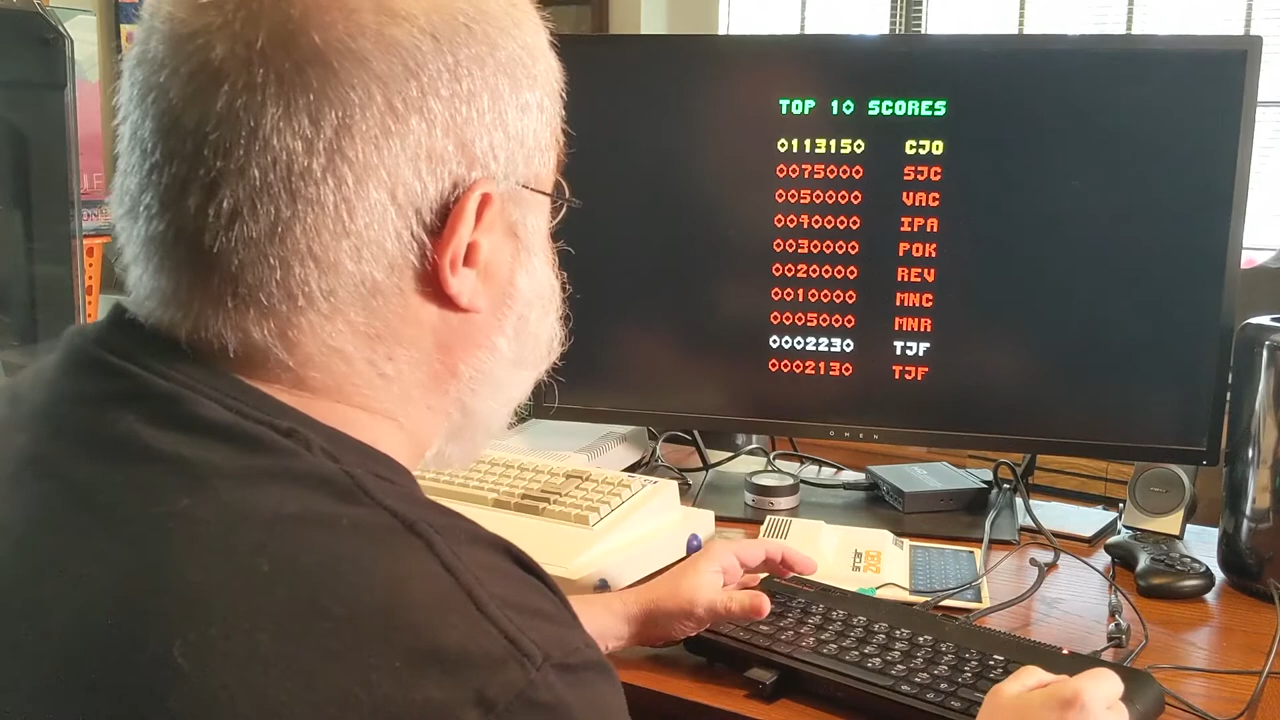 TOP 10 SCORES
0113150 CJO
0075000 SJC
0050000 VAC
0040000 IPA
0030000 POK
0020000 REV
0010000 MNC
0005000 MNR
0002230 TJF
0002130 TJF
OMEN